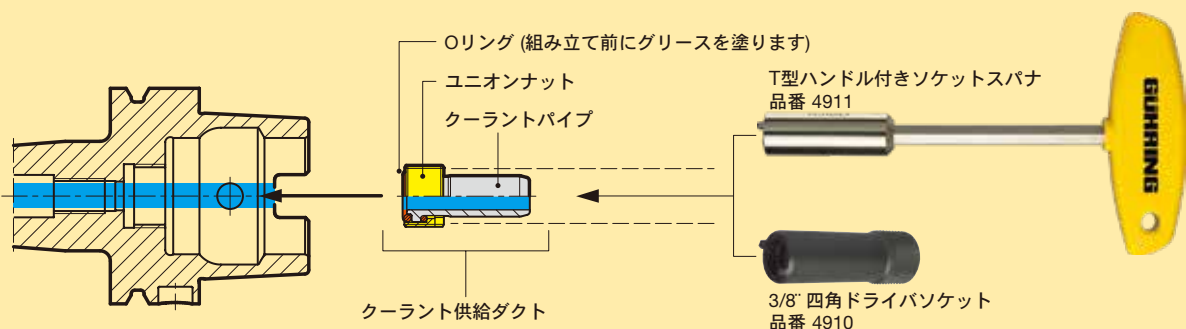 Oリング (組み立て前にグリースを塗ります)
ユニオンナット
クーラントパイプ
クーラント供給ダクト
T型ハンドル付きソケットスパナ
品番 4911
GUHRING
3/8¨ 四角ドライバソケット
品番 4910